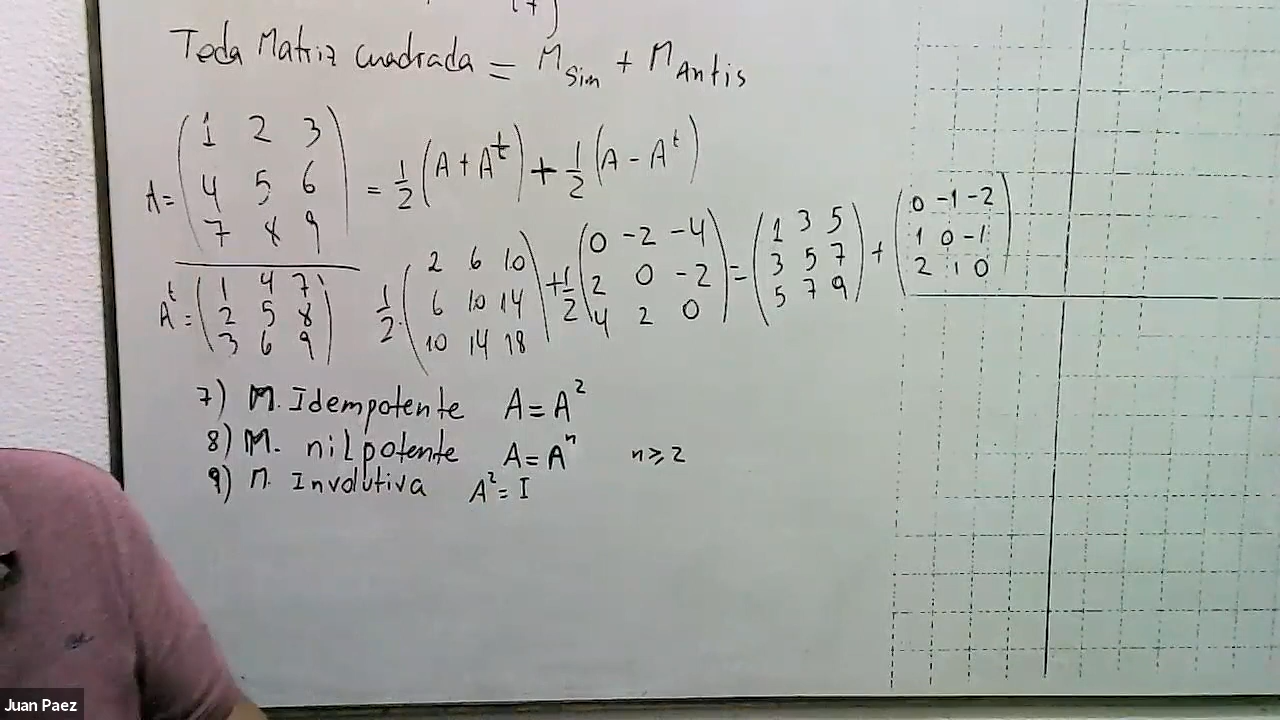 Toda Matriz cuadrada = M Sim + M Antis
A = (1 2 3 / 4 5 6 / 7 8 9) = 1/2 (A + A^t) + 1/2 (A - A^t)
A^t = (1 4 7 / 2 5 8 / 3 6 9) 1/2 · (2 6 10 / 6 10 14 / 10 14 18) + 1/2 (0 -2 -4 / 2 0 -2 / 4 2 0) = (1 3 5 / 3 5 7 / 5 7 9) + (0 -1 -2 / 1 0 -1 / 2 1 0)
7) M. Idempotente A = A^2
8) M. nilpotente A = A^n n ≥ 2
9) M. Involutiva A^2 = I
Juan Paez